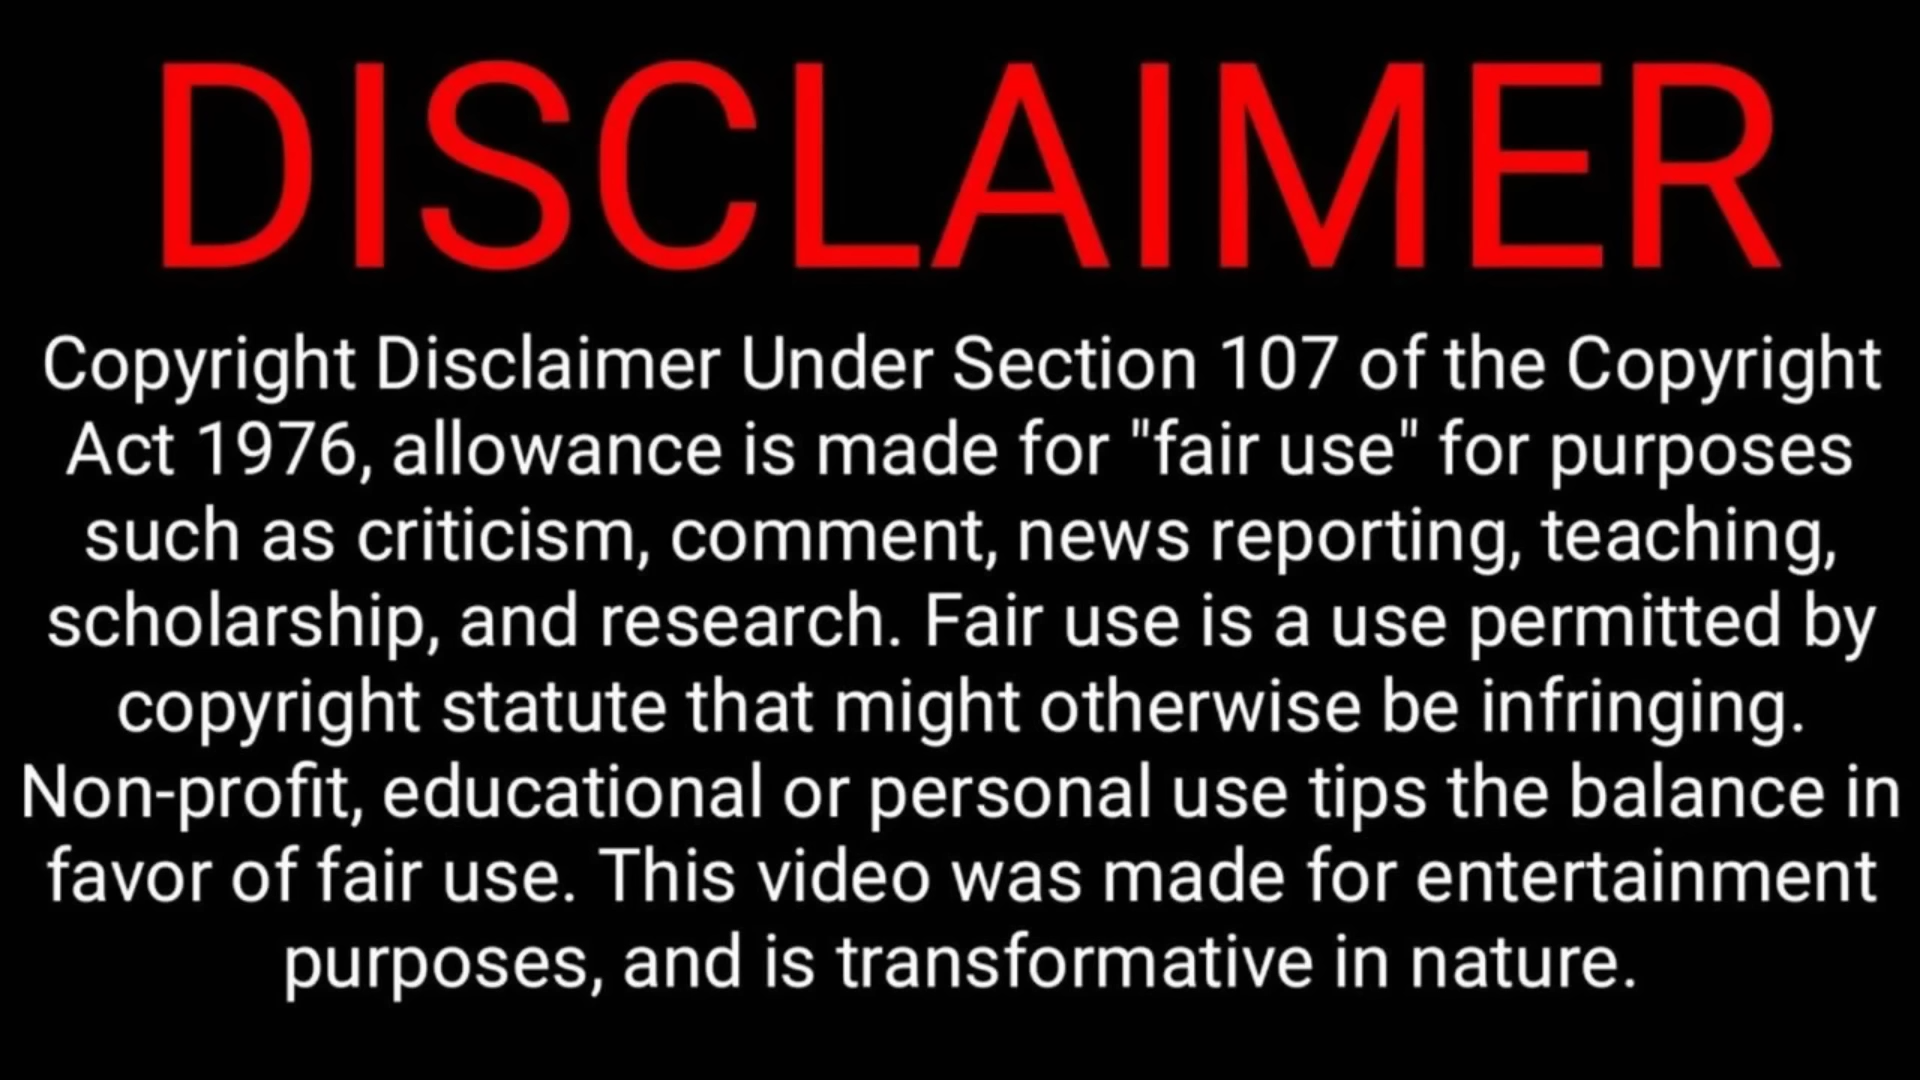 DISCLAIMER
Copyright Disclaimer Under Section 107 of the Copyright
Act 1976, allowance is made for "fair use" for purposes
such as criticism, comment, news reporting, teaching,
scholarship, and research. Fair use is a use permitted by
copyright statute that might otherwise be infringing.
Non-profit, educational or personal use tips the balance in
favor of fair use. This video was made for entertainment
purposes, and is transformative in nature.